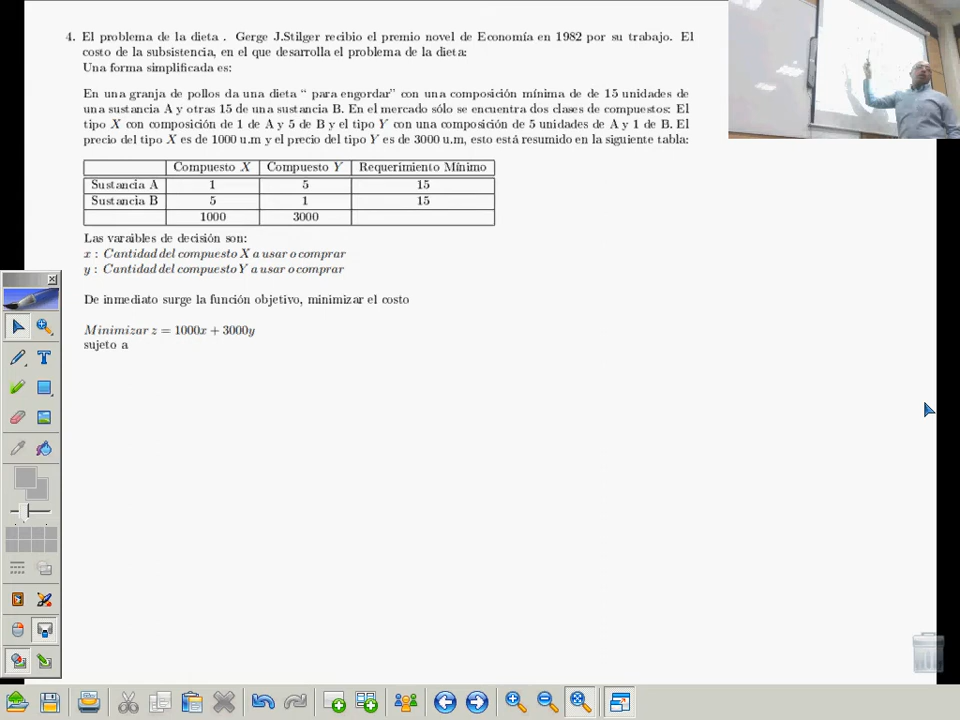 4. El problema de la dieta . Gerge J.Stilger recibio el premio novel de Economía en 1982 por su trabajo. El
costo de la subsistencia, en el que desarrolla el problema de la dieta:
Una forma simplificada es:
En una granja de pollos da una dieta “ para engordar” con una composición mínima de de 15 unidades de
una sustancia A y otras 15 de una sustancia B. En el mercado sólo se encuentra dos clases de compuestos: El
tipo X con composición de 1 de A y 5 de B y el tipo Y con una composición de 5 unidades de A y 1 de B. El
precio del tipo X es de 1000 u.m y el precio del tipo Y es de 3000 u.m, esto está resumido en la siguiente tabla:
Compuesto X Compuesto Y Requerimiento Mínimo
Sustancia A 1 5 15
Sustancia B 5 1 15
1000 3000
Las varaibles de decisión son:
x : Cantidad del compuesto X a usar o comprar
y : Cantidad del compuesto Y a usar o comprar
De inmediato surge la función objetivo, minimizar el costo
Minimizar z = 1000x + 3000y
sujeto a